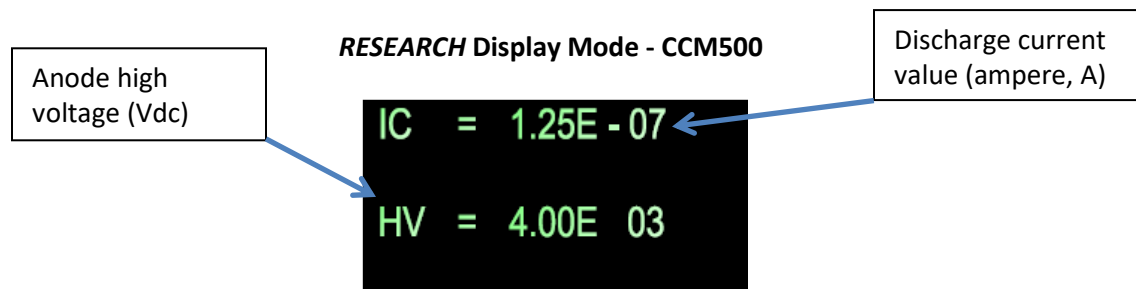 RESEARCH Display Mode - CCM500
Discharge current
value (ampere, A)
Anode high
voltage (Vdc)
IC = 1.25E - 07
HV = 4.00E 03